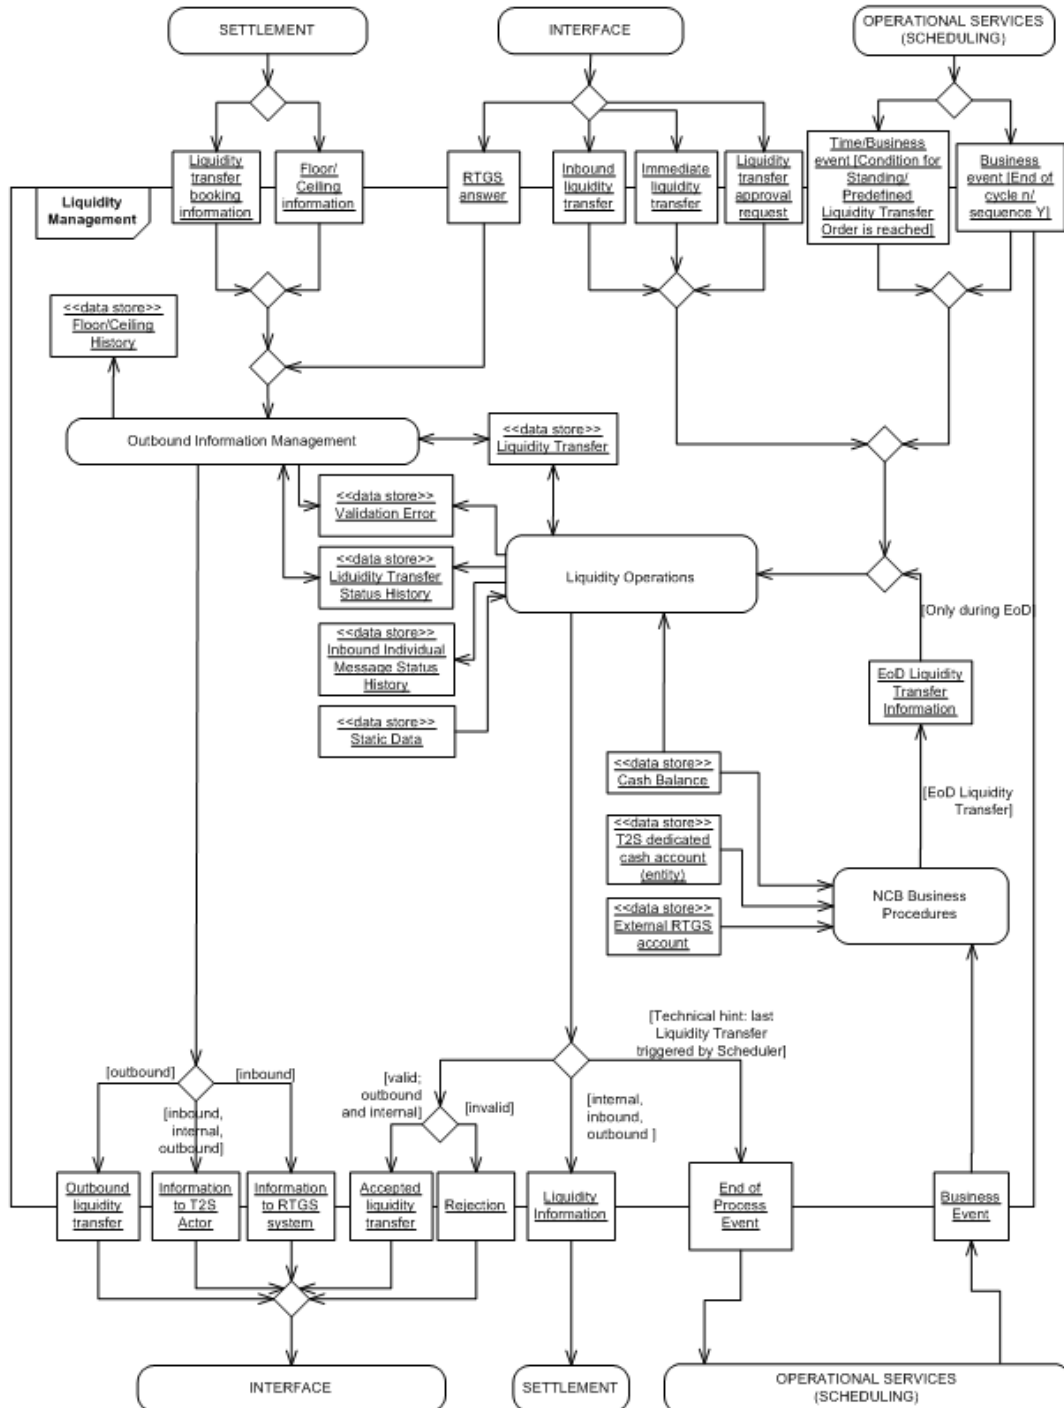 SETTLEMENT
INTERFACE
OPERATIONAL SERVICES
(SCHEDULING)
Liquidity
transfer
booking
information
Floor/
Ceiling
information
RTGS
answer
Inbound
liquidity
transfer
Immediate
liquidity
transfer
Liquidity
transfer
approval
request
Time/Business
event [Condition for
Standing/
Predefined
Liquidity Transfer
Order is reached]
Business
event [End of
cycle n/
sequence Y]
Liquidity
Management
<<data store>>
Floor/Ceiling
History
Outbound Information Management
<<data store>>
Liquidity Transfer
<<data store>>
Validation Error
<<data store>>
Liduidity Transfer
Status History
<<data store>>
Inbound Individual
Message Status
History
<<data store>>
Static Data
Liquidity Operations
[Only during EoD]
EoD Liquidity
Transfer
Information
[EoD Liquidity
Transfer]
<<data store>>
Cash Balance
<<data store>>
T2S dedicated
cash account
(entity)
<<data store>>
External RTGS
account
NCB Business
Procedures
[Technical hint: last
Liquidity Transfer
triggered by Scheduler]
[outbound]
[inbound]
[inbound,
internal,
outbound]
[valid;
outbound
and internal]
[invalid]
[internal,
inbound,
outbound ]
Outbound
liquidity
transfer
Information
to T2S
Actor
Information
to RTGS
system
Accepted
liquidity
transfer
Rejection
Liquidity
Information
End of
Process
Event
Business
Event
INTERFACE
SETTLEMENT
OPERATIONAL SERVICES
(SCHEDULING)